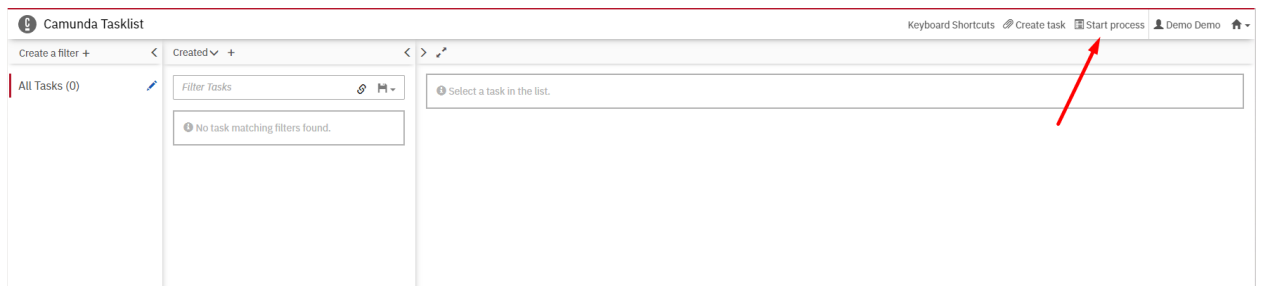 Camunda Tasklist
Keyboard Shortcuts Create task Start process Demo Demo
Create a filter +
Created +
All Tasks (0)
Filter Tasks
Select a task in the list.
No task matching filters found.